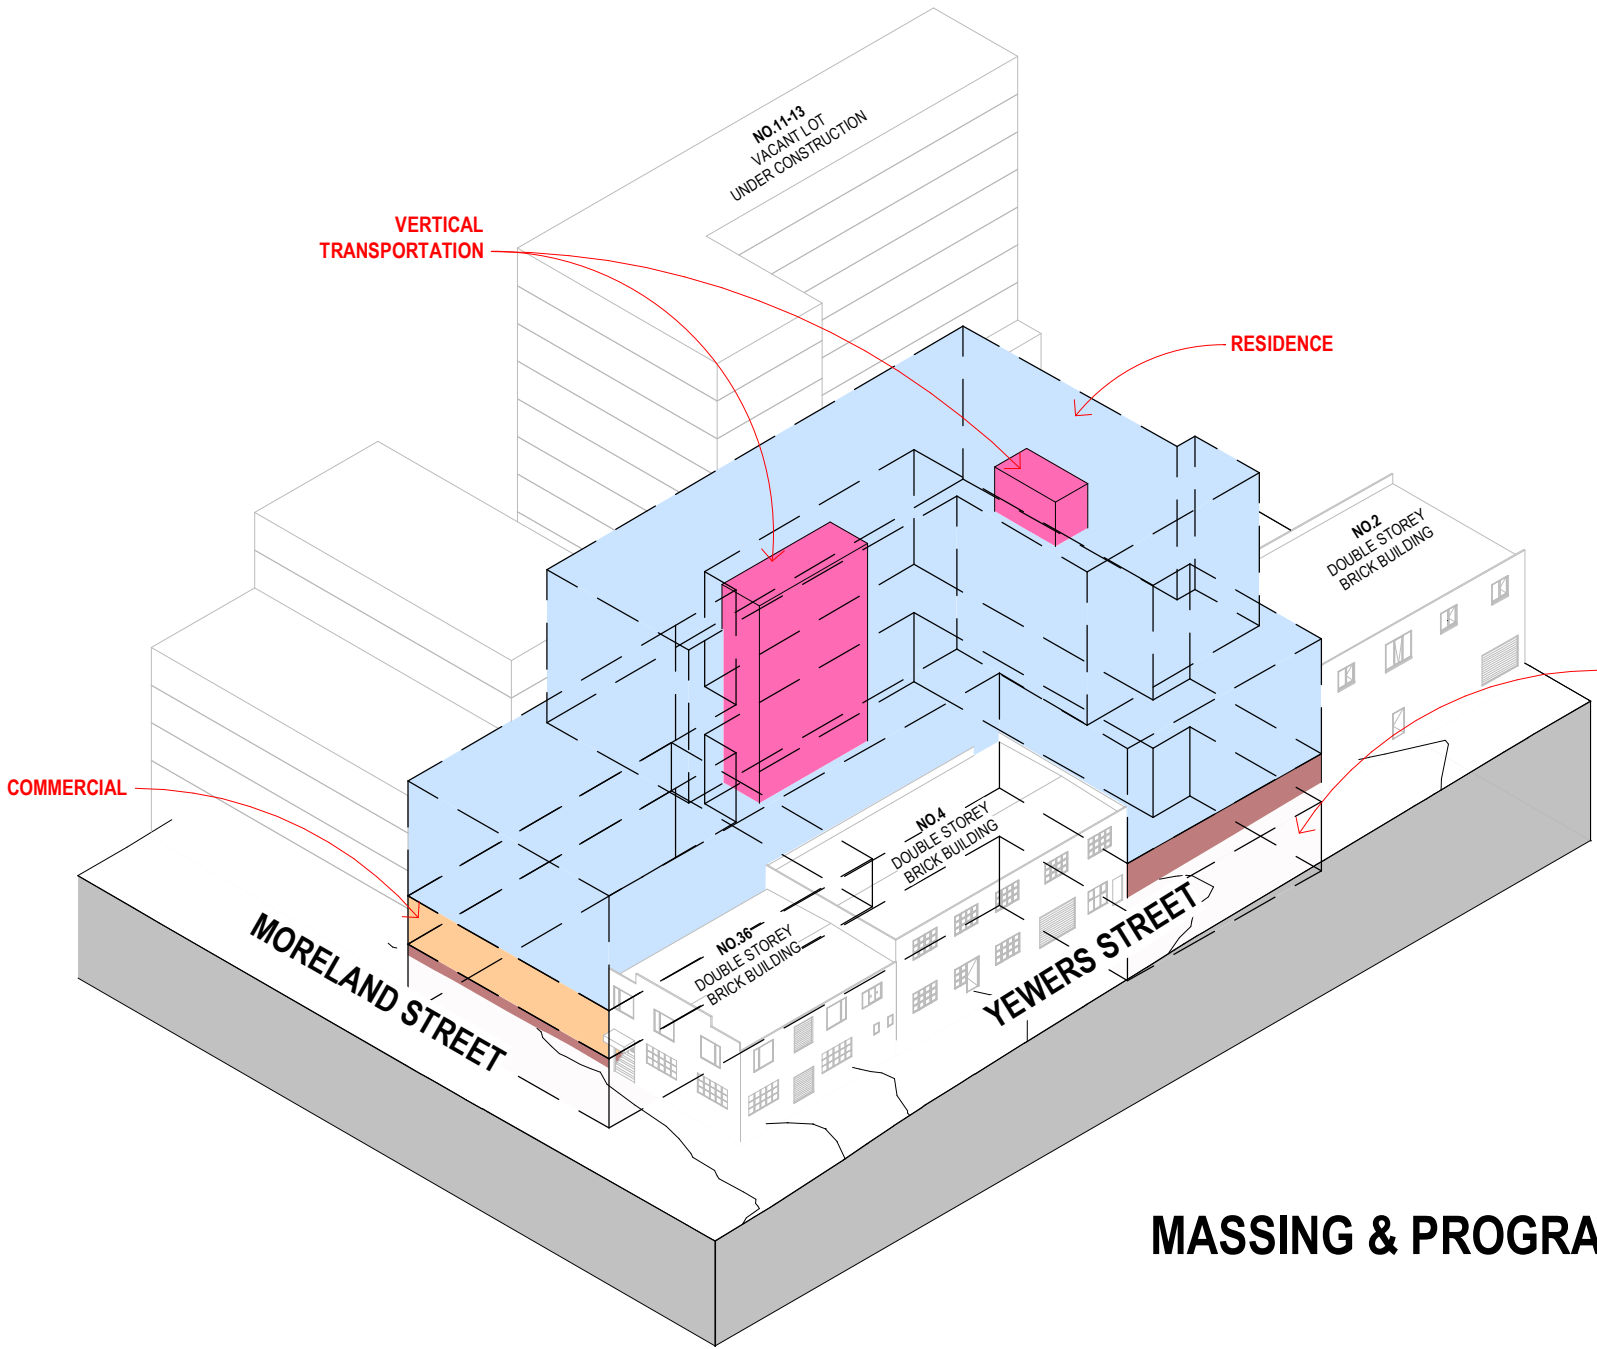 NO.11-13
VACANT LOT
UNDER CONSTRUCTION
VERTICAL
TRANSPORTATION
RESIDENCE
NO.2
DOUBLE STOREY
BRICK BUILDING
COMMERCIAL
NO.4
DOUBLE STOREY
BRICK BUILDING
NO.36
DOUBLE STOREY
BRICK BUILDING
MORELAND STREET
YEWERS STREET
MASSING & PROGRA